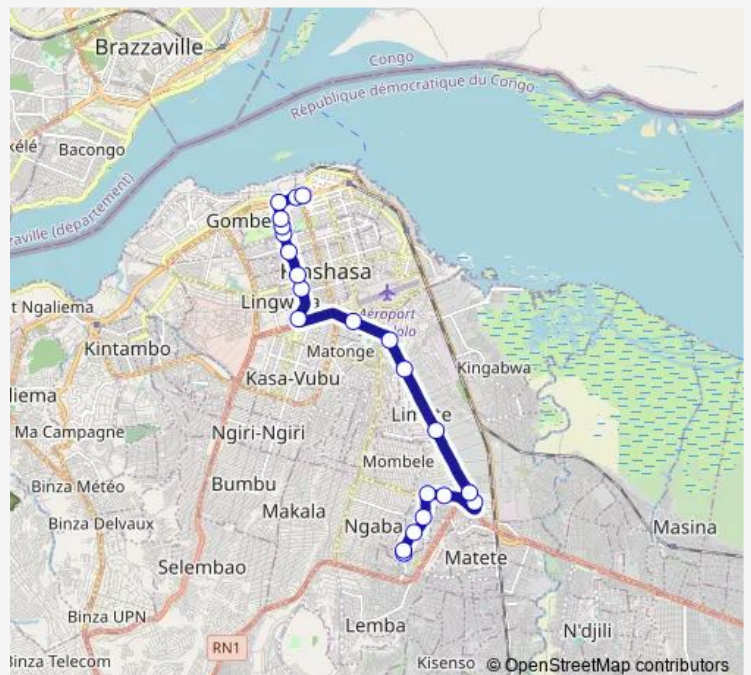 Brazzaville
Congo
République démocratique du Congo
Bacongo
(département)
Gombe
Kinshasa
t Ngaliema
Lingwala
Aéroport
Matonge
Kintambo
Kingabwa
Kasa-Vubu
liema
Limete
Ma Campagne
Ngiri-Ngiri
Mombele
Binza Météo
Bumbu
Makala
Binza Delvaux
Ngaba
Masina
Matete
Selembao
Binza UPN
Lemba
N'djili
RN1
Binza Telecom
Kisenso
© OpenStreetMap contributors